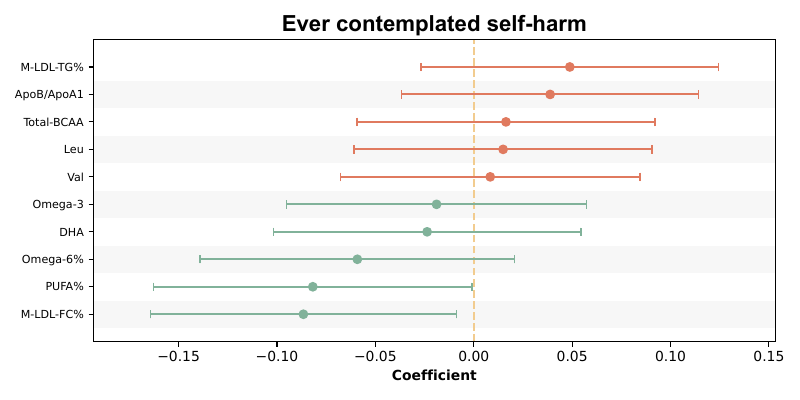 Ever contemplated self-harm
M-LDL-TG%
ApoB/ApoA1
Total-BCAA
Leu
Val
Omega-3
DHA
Omega-6%
PUFA%
M-LDL-FC%
−0.15 −0.10 −0.05 0.00 0.05 0.10 0.15
Coefficient